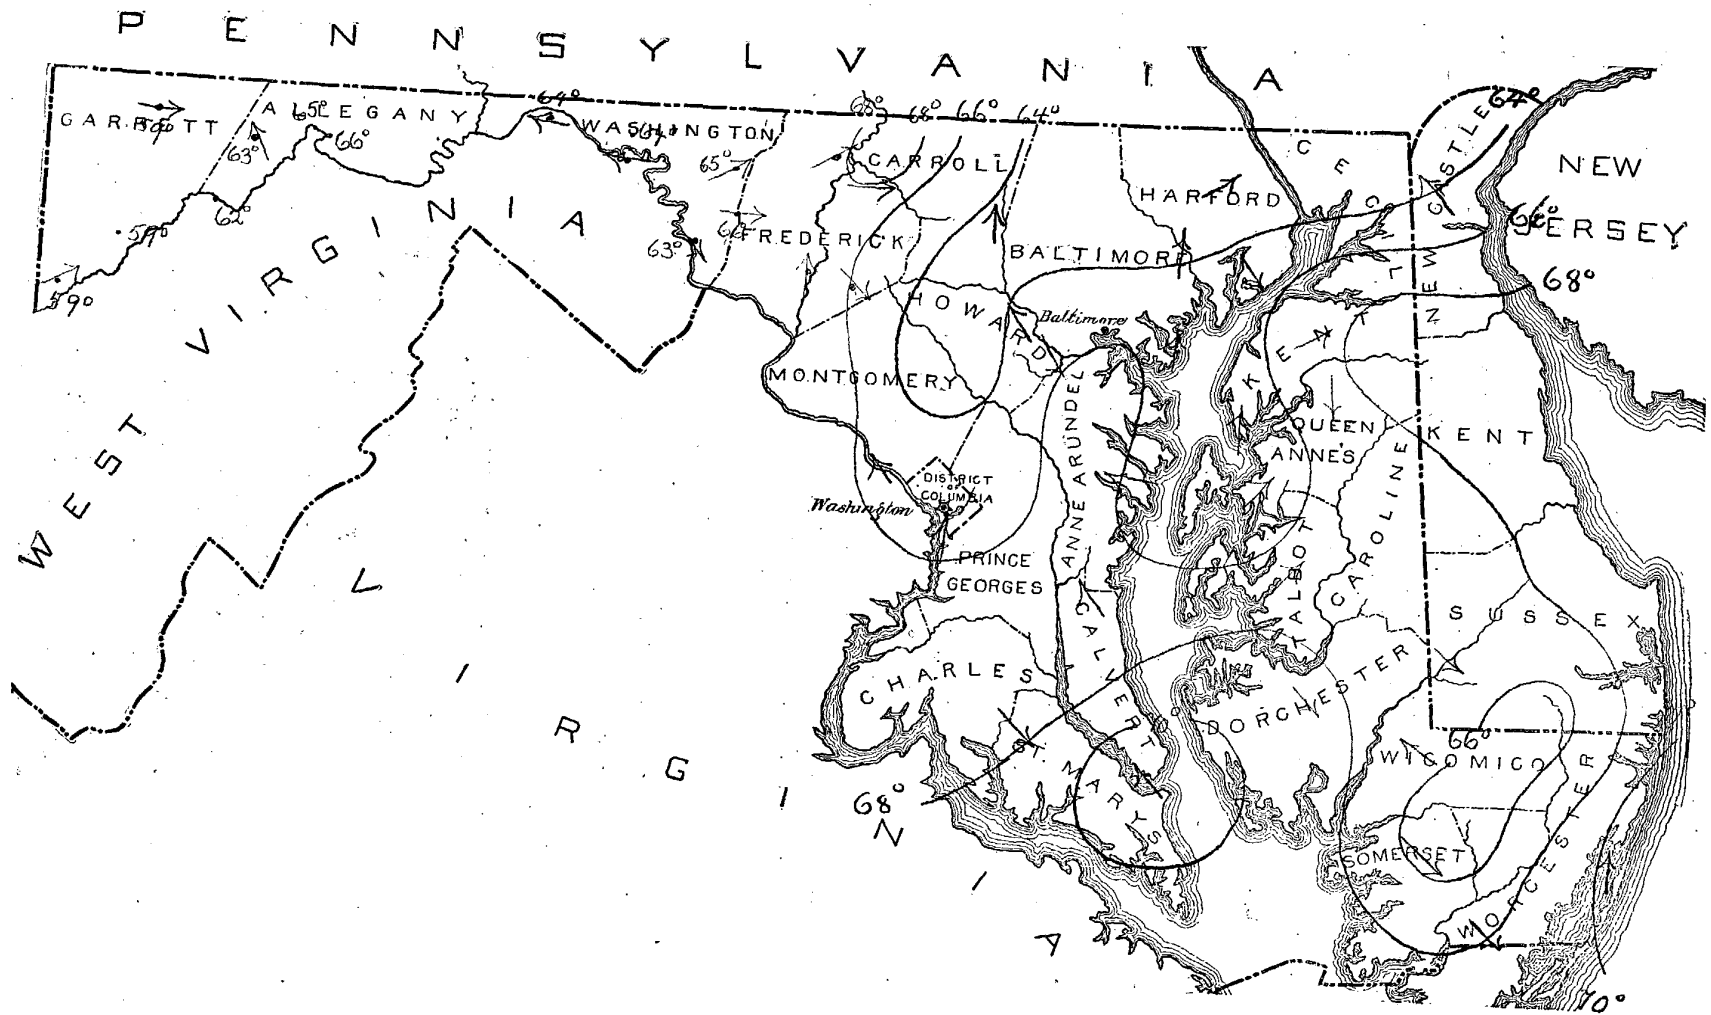 PENNSYLVANIA
GARRETT
ALLEGANY
WASHINGTON
CARROLL
HARFORD
CECIL
NEW CASTLE
NEW
JERSEY
65°
64°
68° 66° 64°
64°
63°
66°
65°
62°
59°
63°
66°
68°
59°
FREDERICK
BALTIMORE
HOWARD
Baltimore
KENT
WEST VIRGINIA
MONTGOMERY
ANNE ARUNDEL
QUEEN
ANNE'S
KENT
DISTRICT
OF
COLUMBIA
Washington
PRINCE
GEORGES
TALBOT
CAROLINE
SUSSEX
CALVERT
CHARLES
DORCHESTER
ST. MARYS
66°
WICOMICO
68°
SOMERSET
WORCESTER
VIRGINIA
70°